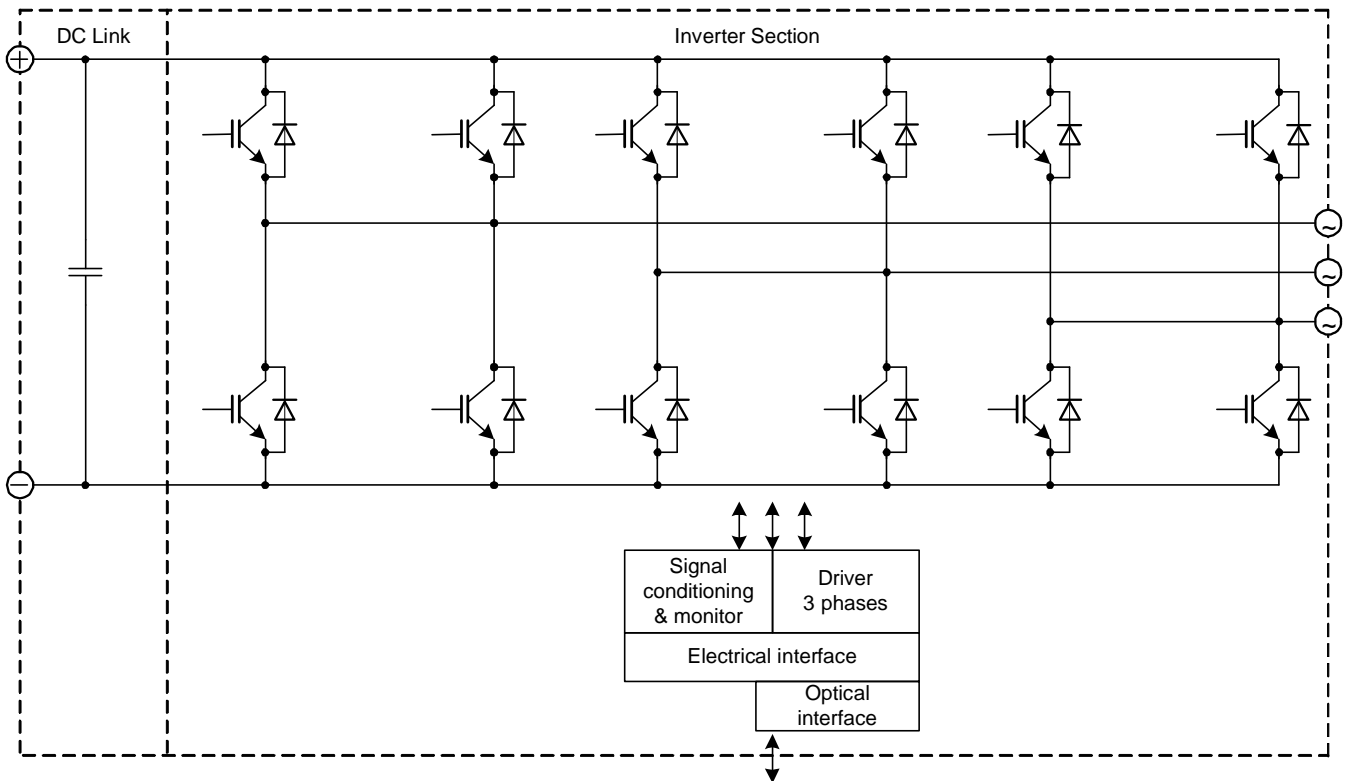 DC Link
Inverter Section
+
~
~
~
−
Signal
conditioning
& monitor
Driver
3 phases
Electrical interface
Optical
interface